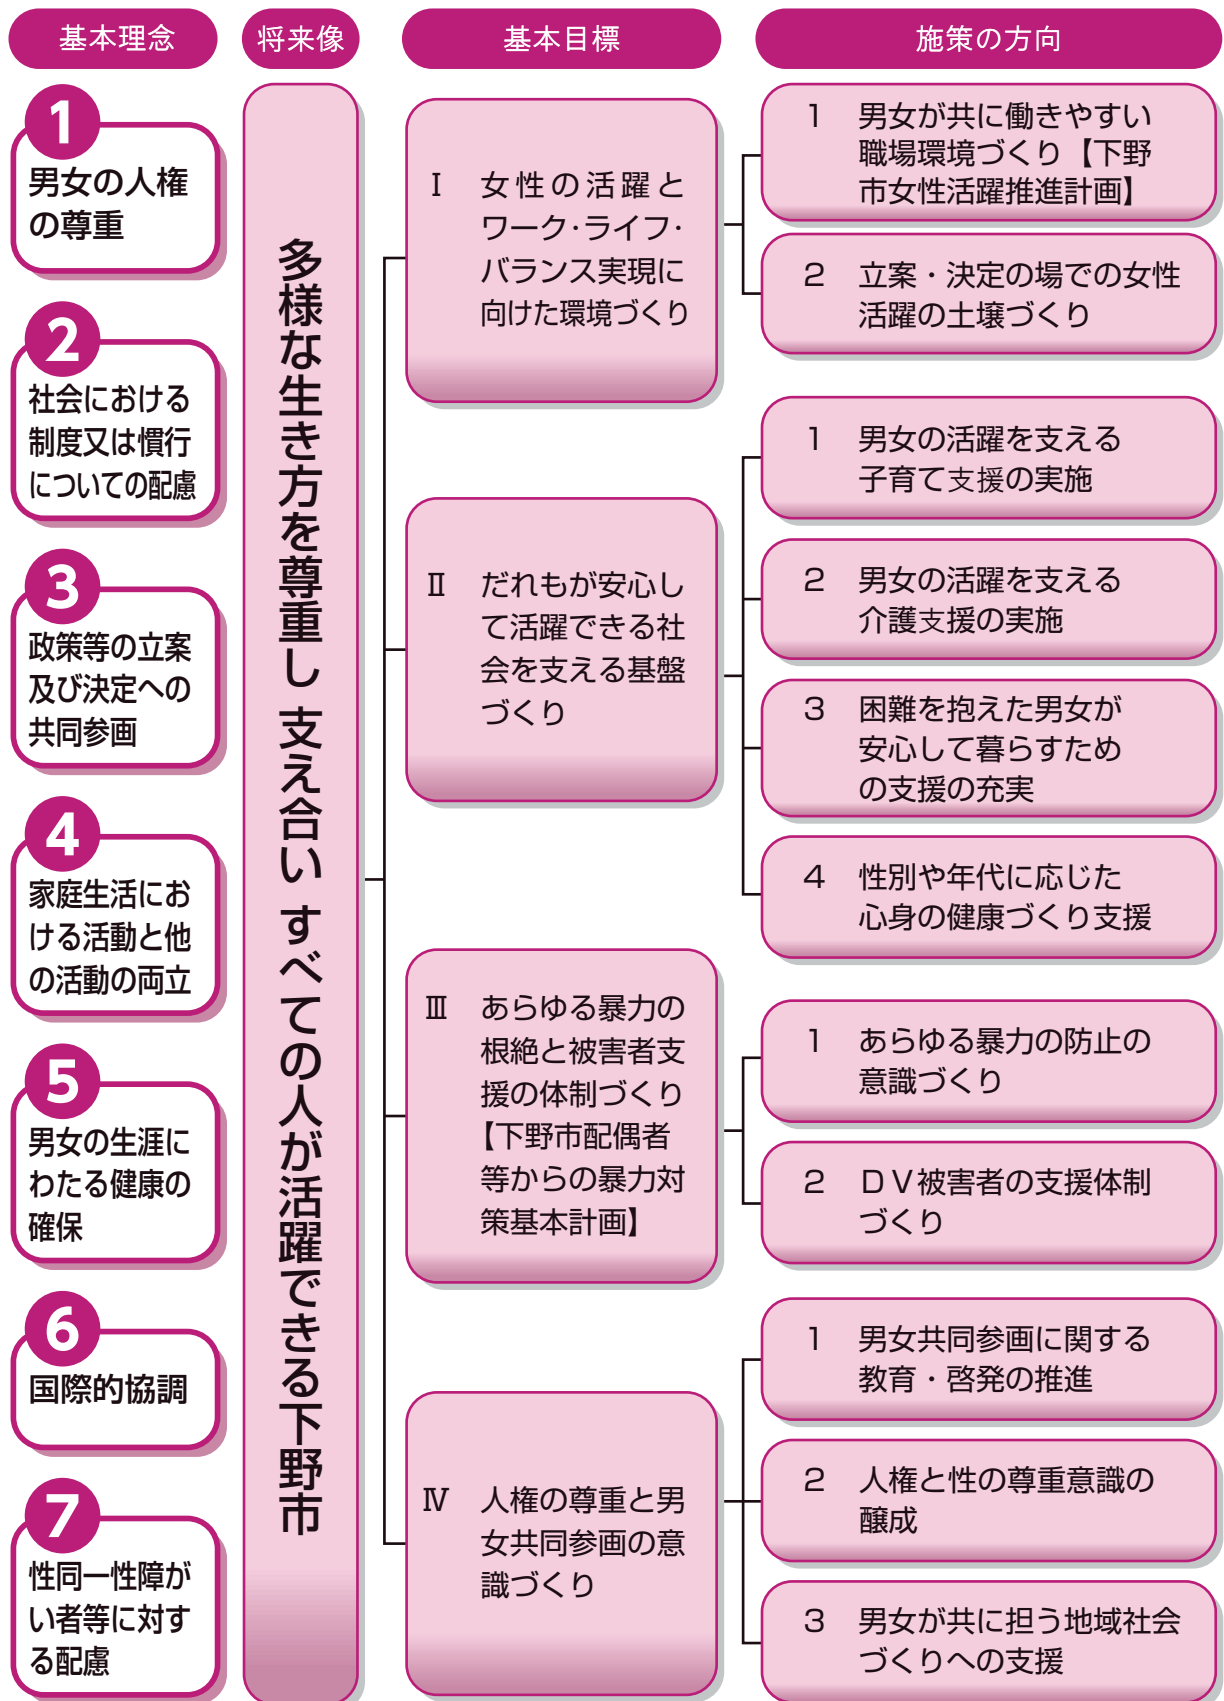 基本理念
将来像
基本目標
施策の方向
1
男女の人権
の尊重
2
社会における
制度又は慣行
についての配慮
3
政策等の立案
及び決定への
共同参画
4
家庭生活にお
ける活動と他
の活動の両立
5
男女の生涯に
わたる健康の
確保
6
国際的協調
7
性同一性障が
い者等に対す
る配慮
多様な生き方を尊重し 支え合い すべての人が活躍できる下野市
Ⅰ 女性の活躍と
ワーク・ライフ・
バランス実現に
向けた環境づくり
1 男女が共に働きやすい
職場環境づくり【下野
市女性活躍推進計画】
2 立案・決定の場での女性
活躍の土壌づくり
Ⅱ だれもが安心し
て活躍できる社
会を支える基盤
づくり
1 男女の活躍を支える
子育て支援の実施
2 男女の活躍を支える
介護支援の実施
3 困難を抱えた男女が
安心して暮らすため
の支援の充実
4 性別や年代に応じた
心身の健康づくり支援
Ⅲ あらゆる暴力の
根絶と被害者支
援の体制づくり
【下野市配偶者
等からの暴力対
策基本計画】
1 あらゆる暴力の防止の
意識づくり
2 ＤＶ被害者の支援体制
づくり
Ⅳ 人権の尊重と男
女共同参画の意
識づくり
1 男女共同参画に関する
教育・啓発の推進
2 人権と性の尊重意識の
醸成
3 男女が共に担う地域社会
づくりへの支援